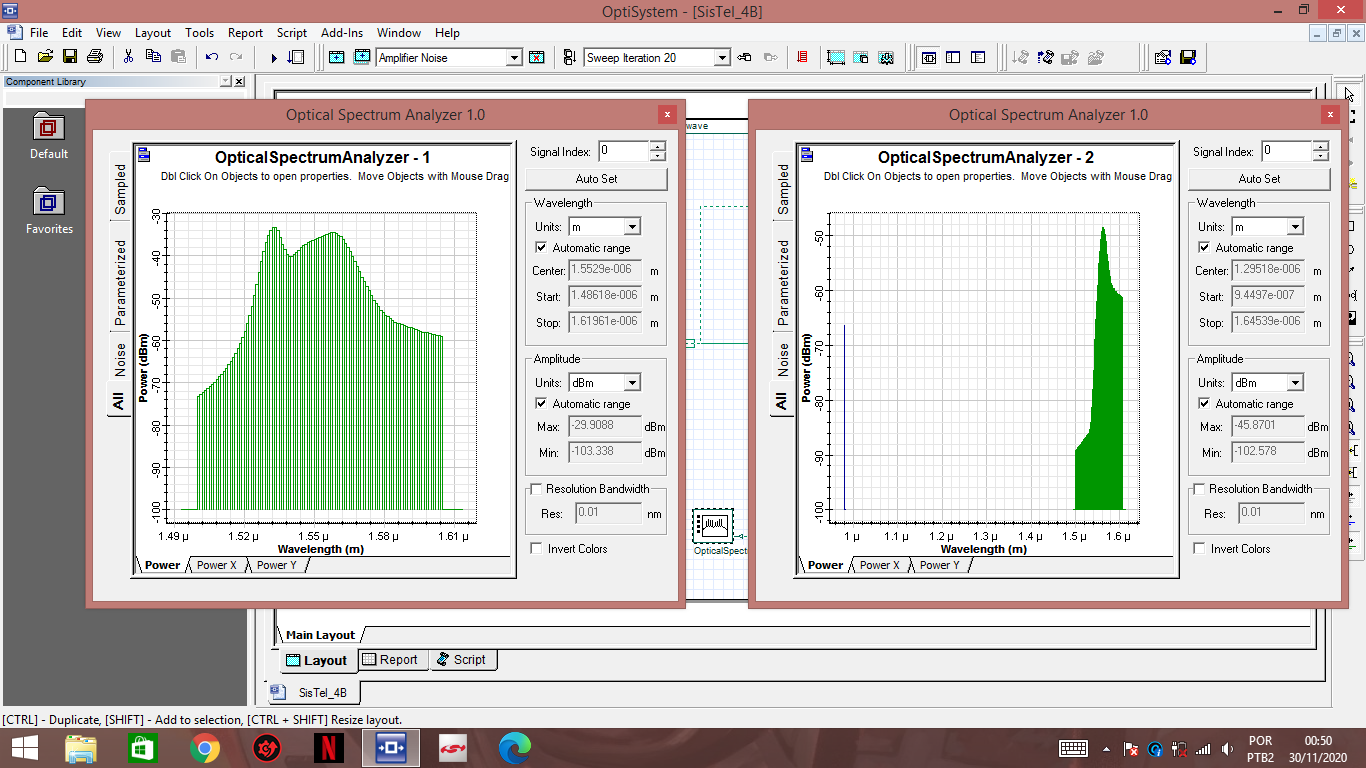 OptiSystem - [SisTel_4B]
File Edit View Layout Tools Report Script Add-Ins Window Help
Amplifier Noise Sweep Iteration 20
Component Library
Default
Favorites
wave
Optical Spectrum Analyzer 1.0
OpticalSpectrumAnalyzer - 1
Dbl Click On Objects to open properties. Move Objects with Mouse Drag
Sampled
Parameterized
Noise
All
Power (dBm)
-30
-40
-50
-60
-70
-80
-90
-100
1.49 µ 1.52 µ 1.55 µ 1.58 µ 1.61 µ
Wavelength (m)
Power Power X Power Y
Signal Index: 0
Auto Set
Wavelength
Units: m
Automatic range
Center: 1.5529e-006 m
Start: 1.48618e-006 m
Stop: 1.61961e-006 m
Amplitude
Units: dBm
Automatic range
Max: -29.9088 dBm
Min: -103.338 dBm
Resolution Bandwidth
Res: 0.01 nm
Invert Colors
OpticalSpectr
Optical Spectrum Analyzer 1.0
OpticalSpectrumAnalyzer - 2
Dbl Click On Objects to open properties. Move Objects with Mouse Drag
Sampled
Parameterized
Noise
All
Power (dBm)
-50
-60
-70
-80
-90
-100
1 µ 1.1 µ 1.2 µ 1.3 µ 1.4 µ 1.5 µ 1.6 µ
Wavelength (m)
Power Power X Power Y
Signal Index: 0
Auto Set
Wavelength
Units: m
Automatic range
Center: 1.29518e-006 m
Start: 9.4497e-007 m
Stop: 1.64539e-006 m
Amplitude
Units: dBm
Automatic range
Max: -45.8701 dBm
Min: -102.578 dBm
Resolution Bandwidth
Res: 0.01 nm
Invert Colors
Main Layout
Layout Report Script
SisTel_4B
[CTRL] - Duplicate, [SHIFT] - Add to selection, [CTRL + SHIFT] Resize layout.
POR 00:50
PTB2 30/11/2020